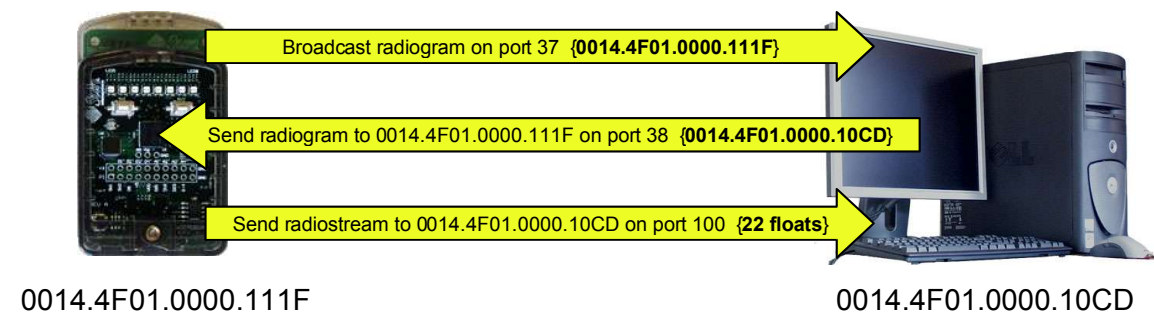 Broadcast radiogram on port 37 {0014.4F01.0000.111F}
Send radiogram to 0014.4F01.0000.111F on port 38 {0014.4F01.0000.10CD}
Send radiostream to 0014.4F01.0000.10CD on port 100 {22 floats}
0014.4F01.0000.111F
0014.4F01.0000.10CD